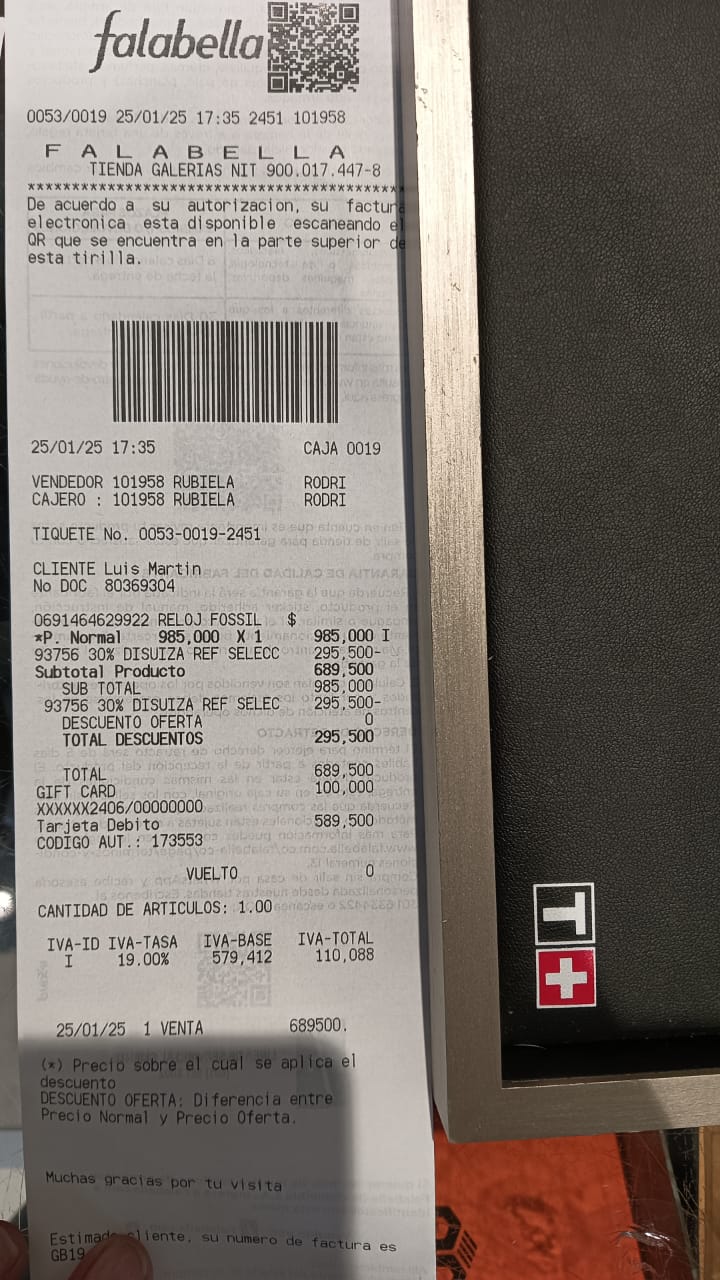 falabella
0053/0019 25/01/25 17:35 2451 101958
F A L A B E L L A
TIENDA GALERIAS NIT 900.017.447-8
*********************************************
De acuerdo a su autorizacion, su factura
electronica esta disponible escaneando el
QR que se encuentra en la parte superior de
esta tirilla.
25/01/25 17:35 CAJA 0019
VENDEDOR 101958 RUBIELA RODRI
CAJERO : 101958 RUBIELA RODRI
TIQUETE No. 0053-0019-2451
CLIENTE Luis Martin
No DOC 80369304
0691464629922 RELOJ FOSSIL $
*P. Normal 985,000 X 1 985,000 I
93756 30% DISUIZA REF SELECC 295,500-
Subtotal Producto 689,500
SUB TOTAL 985,000
93756 30% DISUIZA REF SELEC 295,500-
DESCUENTO OFERTA 0
TOTAL DESCUENTOS 295,500
TOTAL 689,500
GIFT CARD 100,000
XXXXXX2406/00000000
Tarjeta Debito 589,500
CODIGO AUT.: 173553
VUELTO 0
CANTIDAD DE ARTICULOS: 1.00
IVA-ID IVA-TASA IVA-BASE IVA-TOTAL
I 19.00% 579,412 110,088
25/01/25 1 VENTA 689500.
(*) Precio sobre el cual se aplica el
descuento
DESCUENTO OFERTA: Diferencia entre
Precio Normal y Precio Oferta.
Muchas gracias por tu visita
Estimado cliente, su numero de factura es
GB19
T